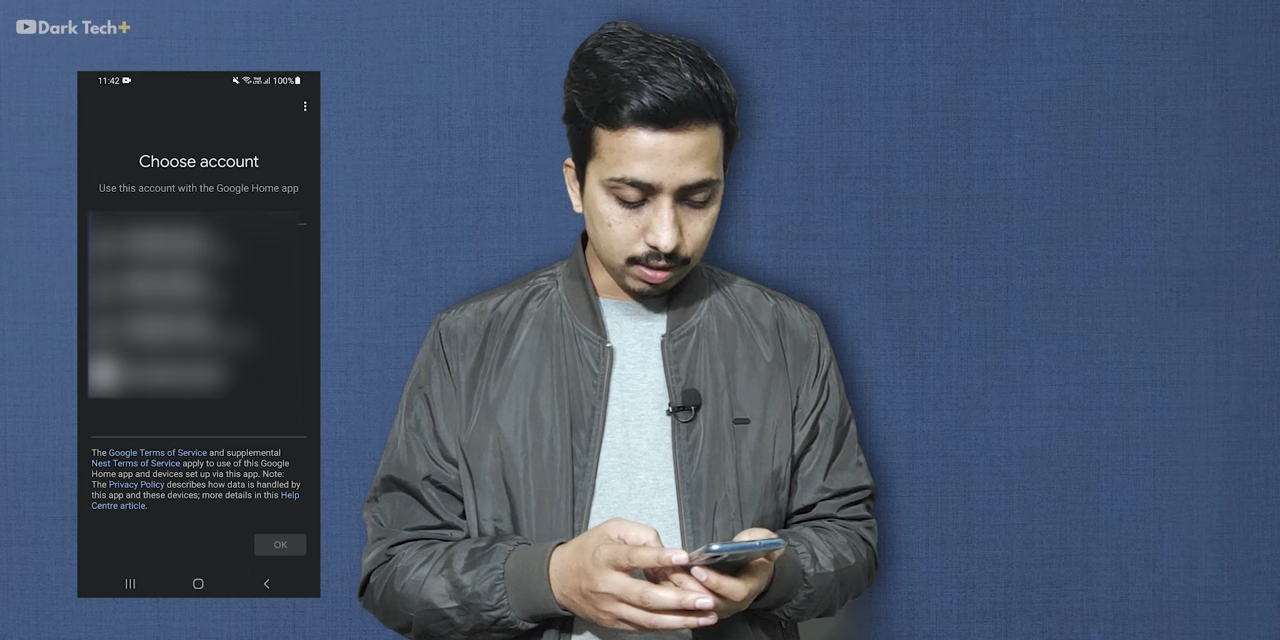 Dark Tech+
11:42
100%
Choose account
Use this account with the Google Home app
The Google Terms of Service and supplemental
Nest Terms of Service apply to use of this Google
Home app and devices set up via this app. Note:
The Privacy Policy describes how data is handled by
this app and these devices; more details in this Help
Centre article.
OK